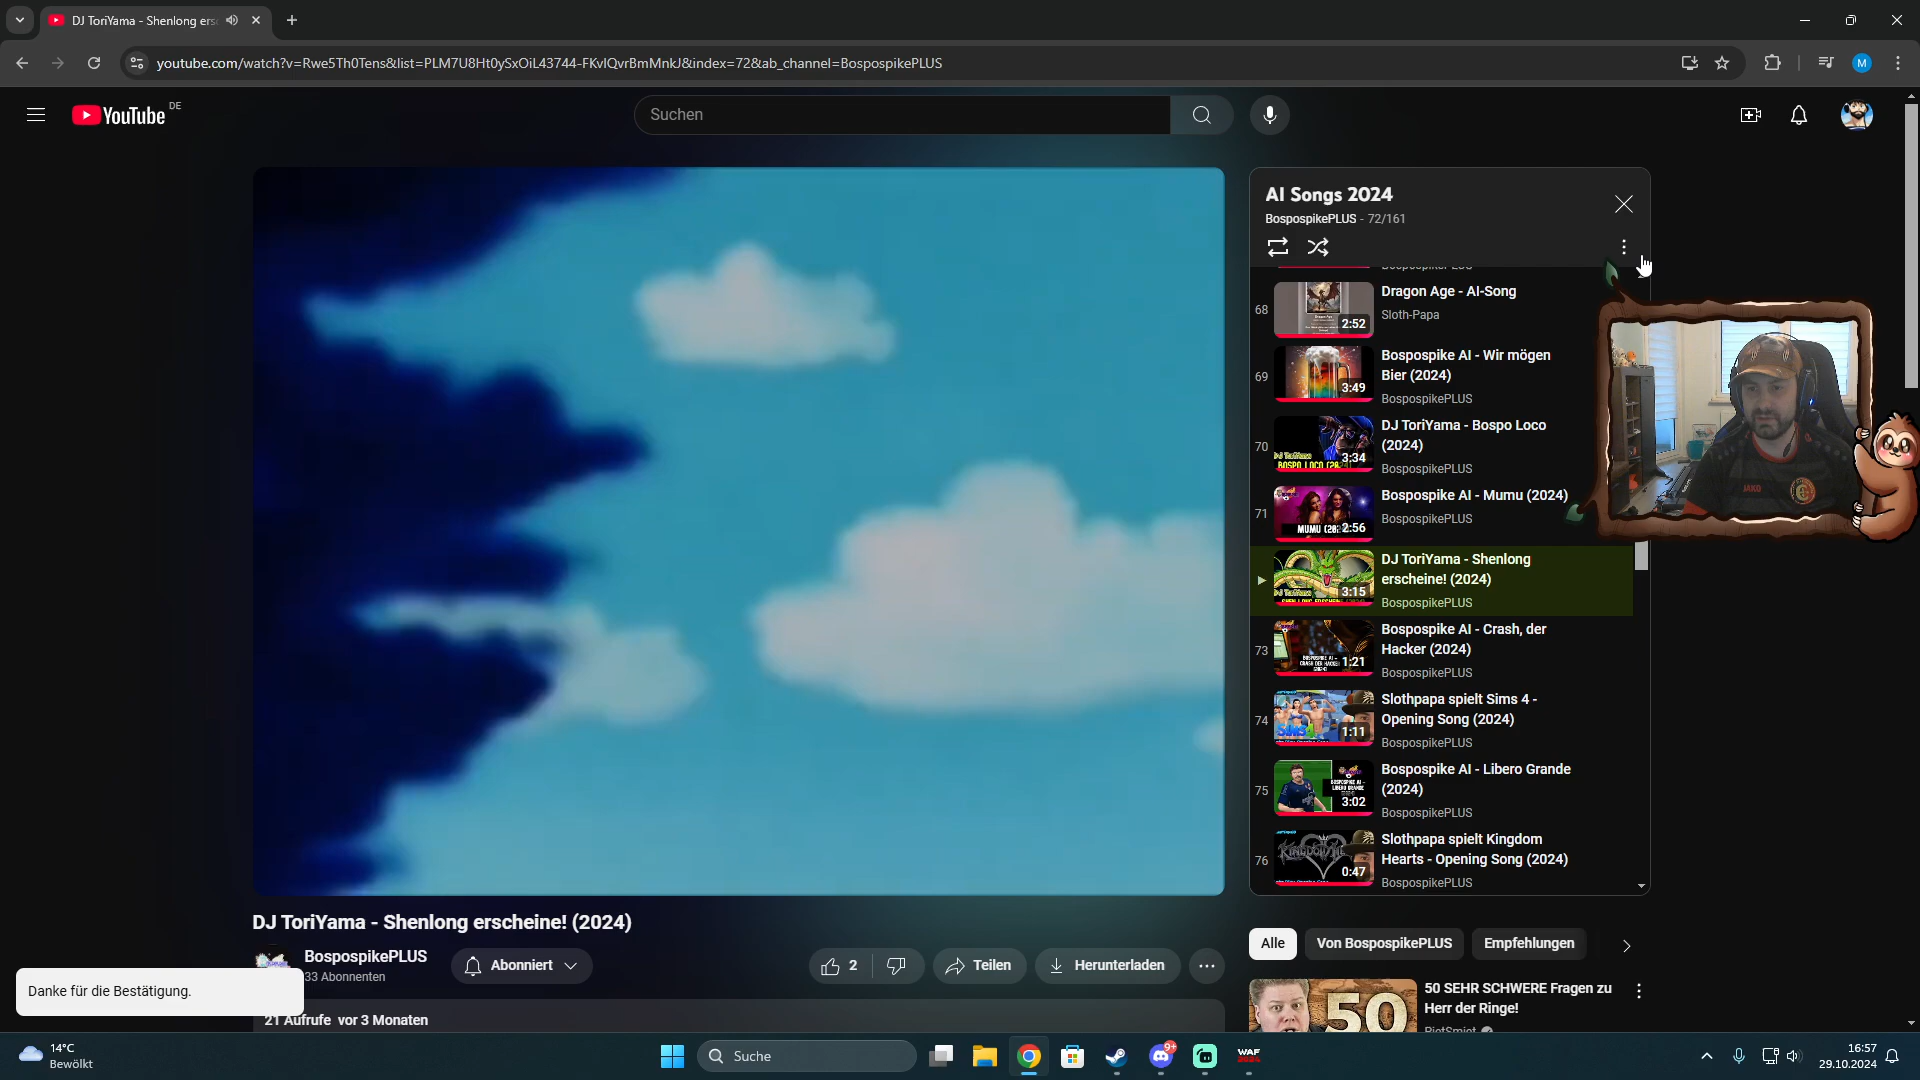 DJ ToriYama - Shenlong ers
youtube.com/watch?v=Rwe5Th0Tens&list=PLM7U8Ht0ySxOiL43744-FKvIQvrBmMnkJ&index=72&ab_channel=BospospikePLUS
M
YouTube DE
Suchen
AI Songs 2024
BospospikePLUS - 72/161
68
2:52
Dragon Age - AI-Song
Sloth-Papa
69
3:49
Bospospike AI - Wir mögen
Bier (2024)
BospospikePLUS
70
3:34
DJ ToriYama - Bospo Loco
(2024)
BospospikePLUS
71
MUMU (202
2:56
Bospospike AI - Mumu (2024)
BospospikePLUS
3:15
DJ ToriYama - Shenlong
erscheine! (2024)
BospospikePLUS
73
1:21
Bospospike AI - Crash, der
Hacker (2024)
BospospikePLUS
74
1:11
Slothpapa spielt Sims 4 -
Opening Song (2024)
BospospikePLUS
75
3:02
Bospospike AI - Libero Grande
(2024)
BospospikePLUS
76
0:47
Slothpapa spielt Kingdom
Hearts - Opening Song (2024)
BospospikePLUS
JAKO
DJ ToriYama - Shenlong erscheine! (2024)
BospospikePLUS
33 Abonnenten
Abonniert
2
Teilen
Herunterladen
21 Aufrufe vor 3 Monaten
Danke für die Bestätigung.
Alle
Von BospospikePLUS
Empfehlungen
50
50 SEHR SCHWERE Fragen zu
Herr der Ringe!
14°C
Bewölkt
Suche
9+
WAF
16:57
29.10.2024